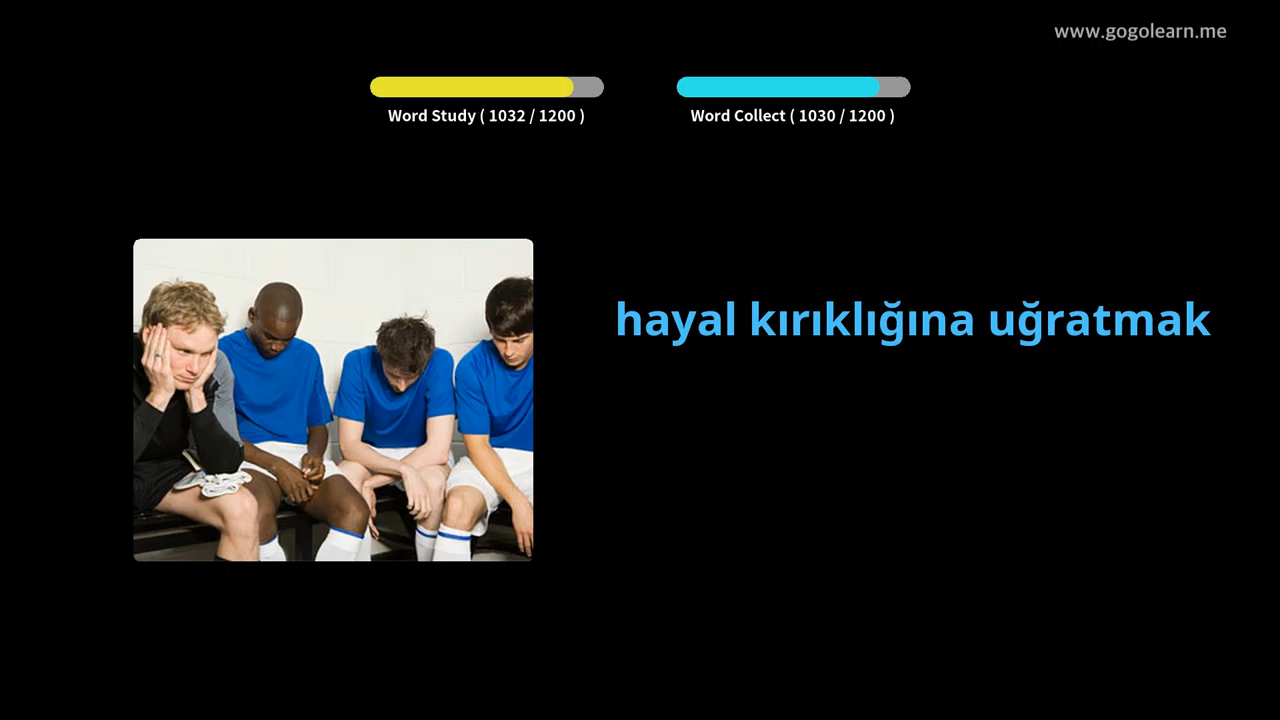 www.gogolearn.me
Word Study ( 1032 / 1200 )
Word Collect ( 1030 / 1200 )
hayal kırıklığına uğratmak